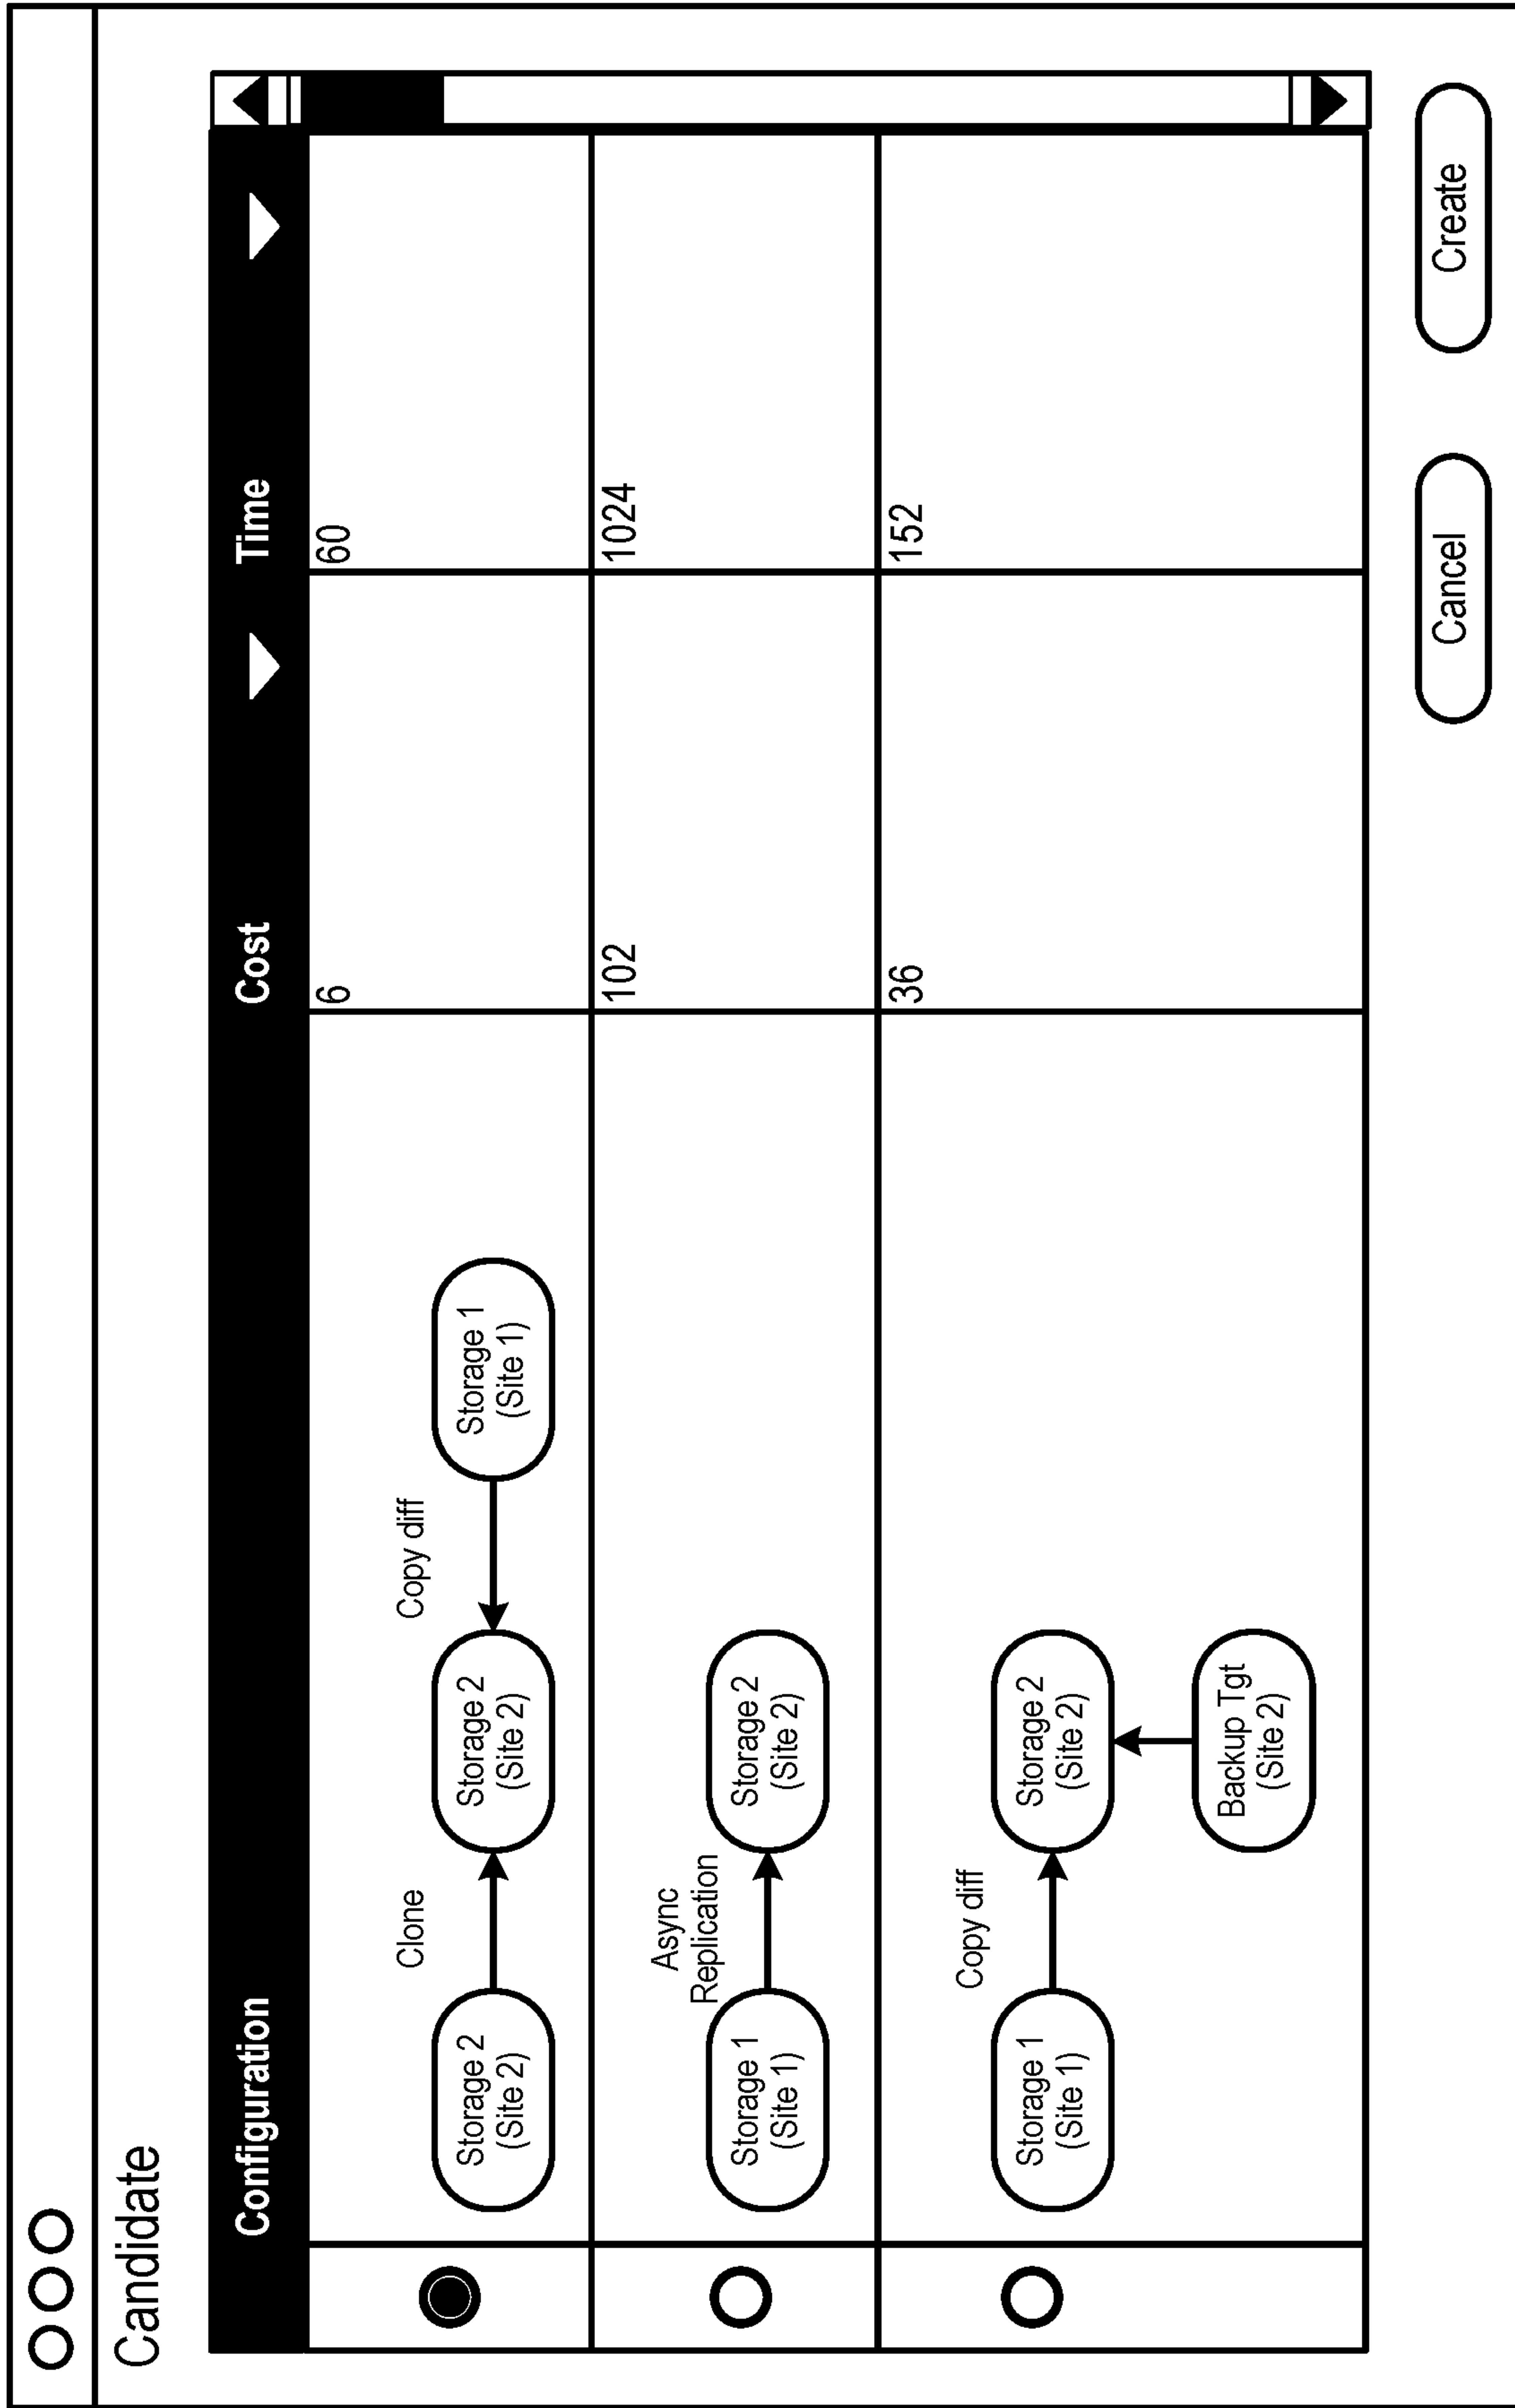 Candidate
Configuration
Cost
Time
Clone
Copy diff
Storage 2
(Site 2)
Storage 2
(Site 2)
Storage 1
(Site 1)
6
60
Async
Replication
Storage 1
(Site 1)
Storage 2
(Site 2)
102
1024
Copy diff
Storage 1
(Site 1)
Storage 2
(Site 2)
Backup Tgt
(Site 2)
36
152
Cancel
Create